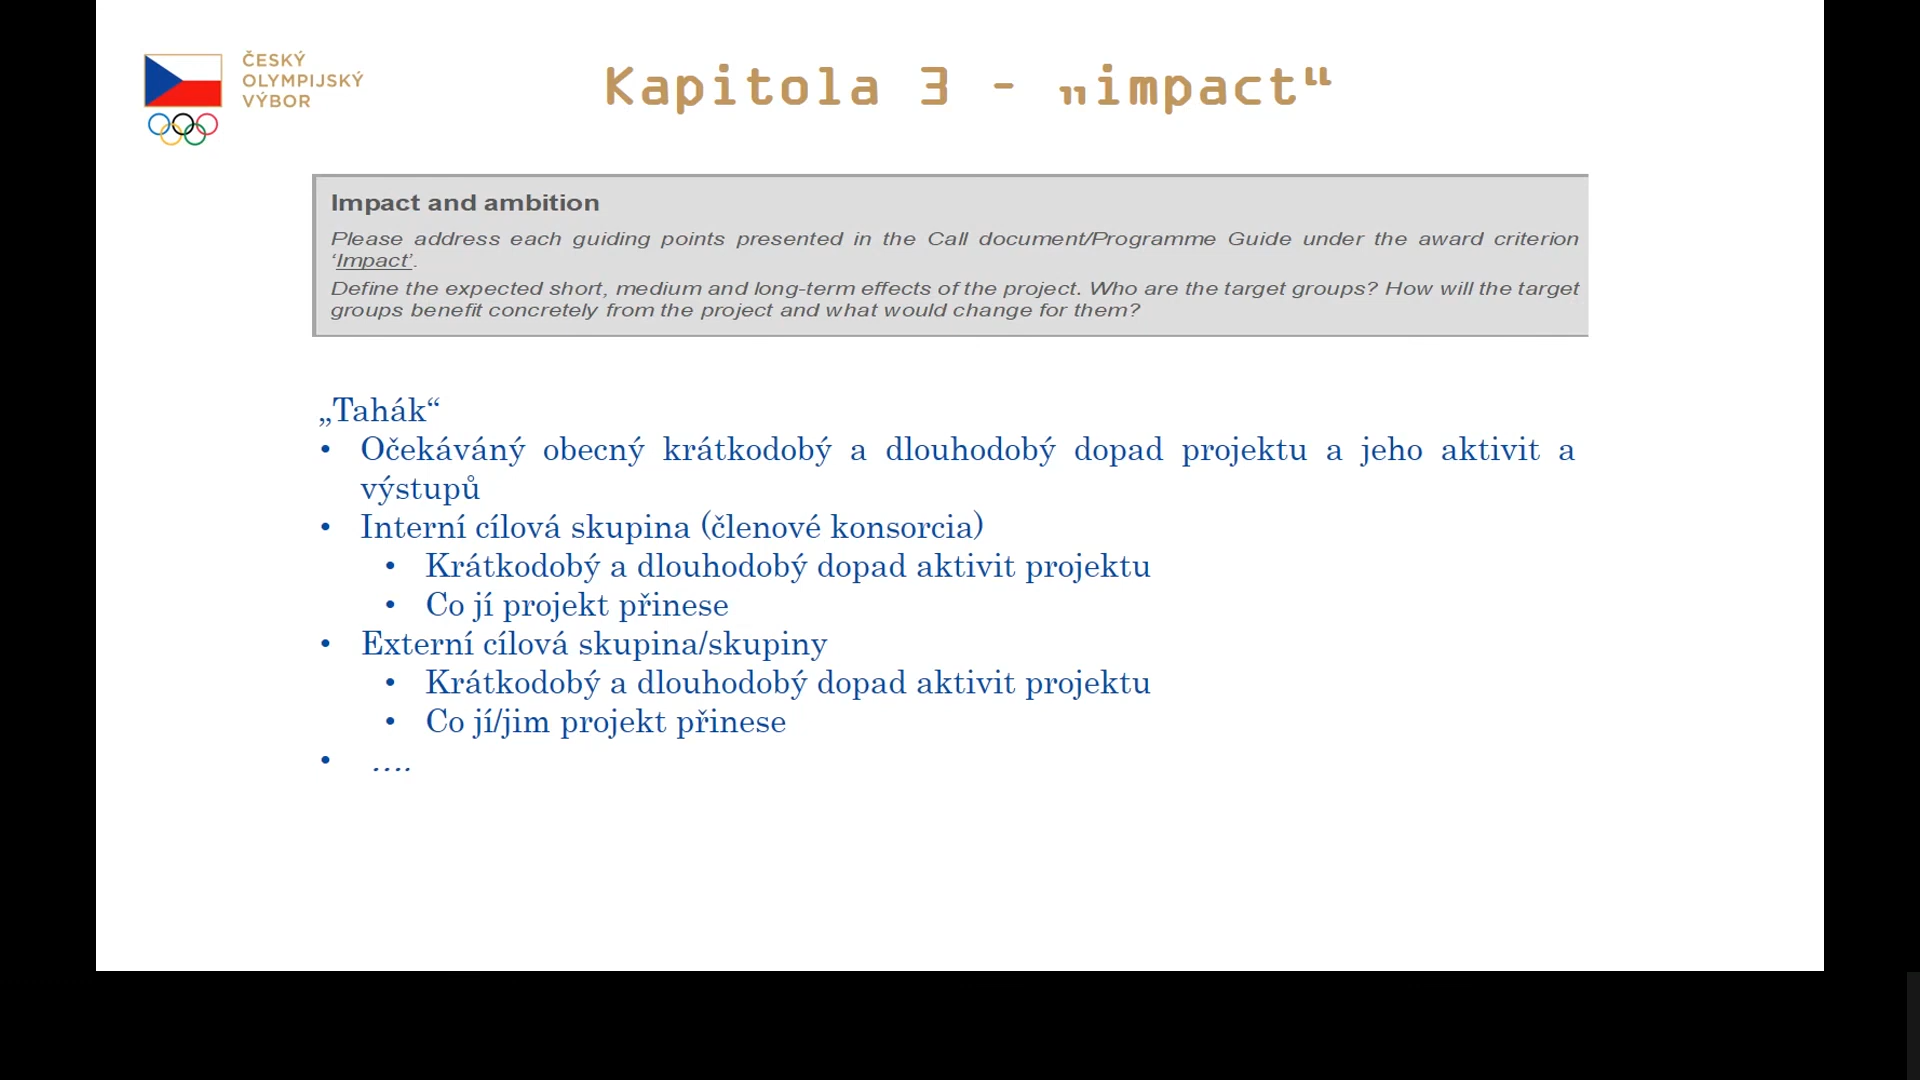 ČESKÝ
OLYMPIJSKÝ
VÝBOR
Kapitola 3 - „impact“
Impact and ambition
Please address each guiding points presented in the Call document/Programme Guide under the award criterion
‘Impact’.
Define the expected short, medium and long-term effects of the project. Who are the target groups? How will the target
groups benefit concretely from the project and what would change for them?
„Tahák“
• Očekáváný obecný krátkodobý a dlouhodobý dopad projektu a jeho aktivit a
výstupů
• Interní cílová skupina (členové konsorcia)
• Krátkodobý a dlouhodobý dopad aktivit projektu
• Co jí projekt přinese
• Externí cílová skupina/skupiny
• Krátkodobý a dlouhodobý dopad aktivit projektu
• Co jí/jim projekt přinese
• ….